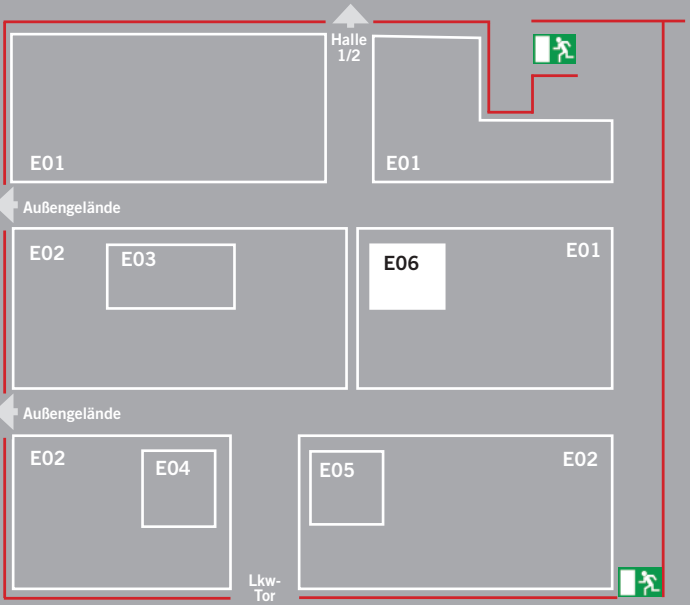 Halle
1/2
E01
E01
Außengelände
E02
E03
E06
E01
Außengelände
E02
E04
E05
E02
Lkw-
Tor